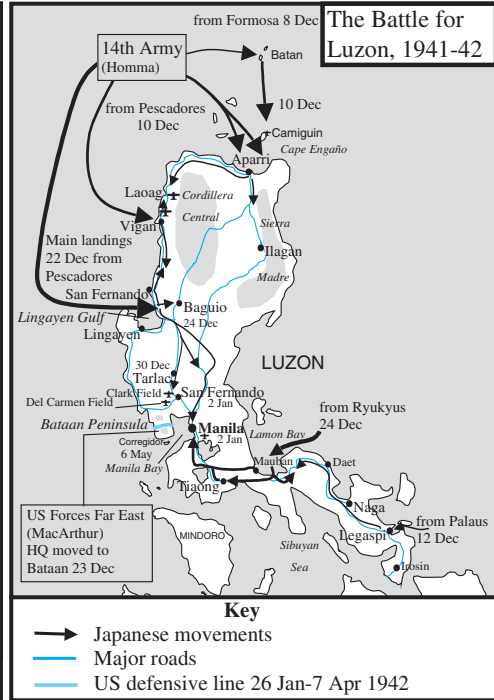 The Battle for
Luzon, 1941-42
from Formosa 8 Dec
14th Army
(Homma)
Batan
from Pescadores
10 Dec
10 Dec
Camiguin
Cape Engaño
Aparri
Laoag
Cordillera
Central
Vigan
Sierra
Madre
Ilagan
Main landings
22 Dec from
Pescadores
San Fernando
Lingayen Gulf
Baguio
24 Dec
Lingayen
LUZON
30 Dec
Tarlac
Clark Field
San Fernando
2 Jan
Del Carmen Field
Bataan Peninsula
Manila
2 Jan
Corregidore
6 May
Manila Bay
Lamon Bay
from Ryukyus
24 Dec
Mauban
Daet
Tiaong
Naga
Legaspi
from Palaus
12 Dec
Irosin
US Forces Far East
(MacArthur)
HQ moved to
Bataan 23 Dec
MINDORO
Sibuyan
Sea
Key
Japanese movements
Major roads
US defensive line 26 Jan-7 Apr 1942